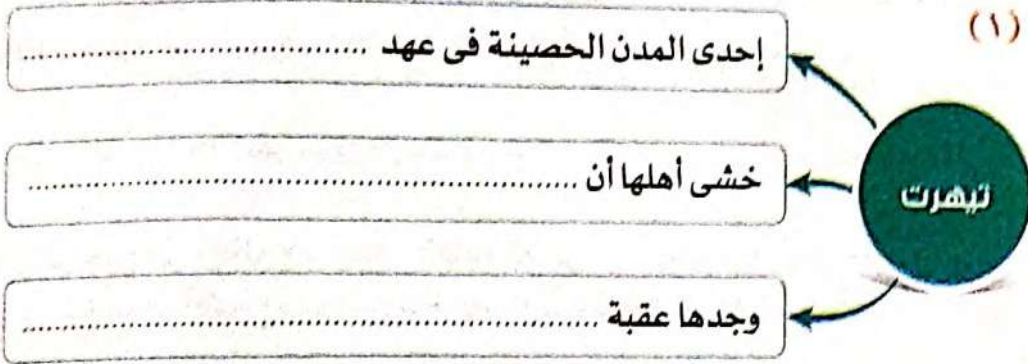 (١)
إحدى المدن الحصينة فى عهد ........................................
خشى أهلها أن ................................................................
وجدها عقبة ................................................................
تيهرت